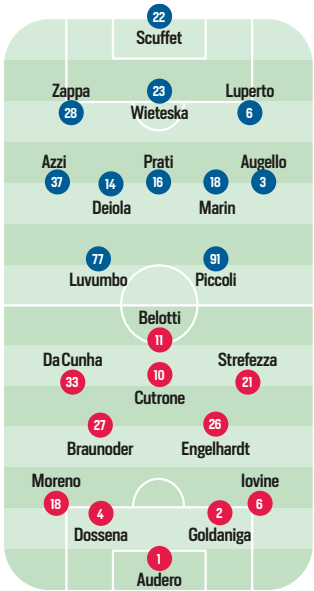 22
Scuffet
Zappa 23 Luperto
28 Wieteska 6
Azzi Prati Augello
37 14 16 18 3
Deiola Marin
77 91
Luvumbo Piccoli
Belotti
11
Da Cunha Strefezza
33 10 21
Cutrone
27 26
Braunoder Engelhardt
Moreno Iovine
18 4 2 6
Dossena Goldaniga
1
Audero